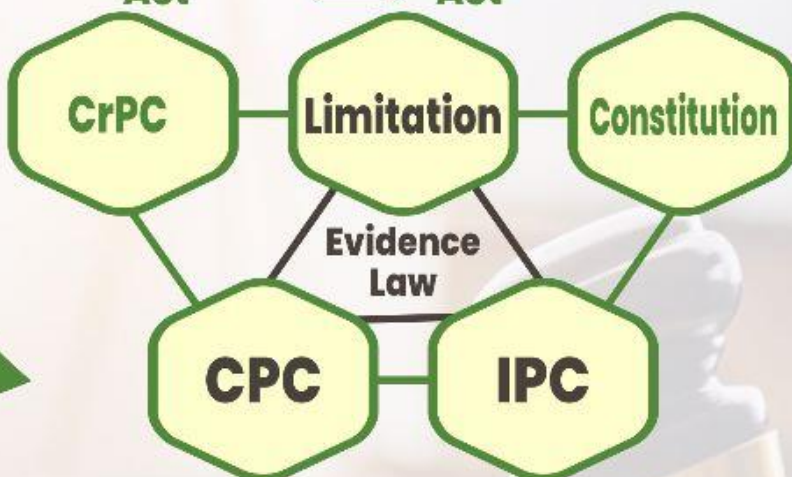 CrPC
Limitation
Constitution
Evidence
Law
CPC
IPC